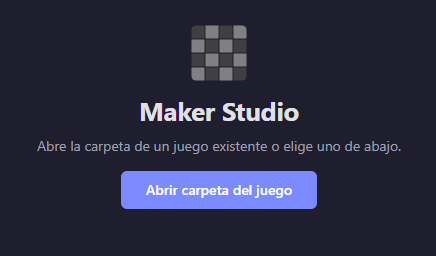 Maker Studio
Abre la carpeta de un juego existente o elige uno de abajo.
Abrir carpeta del juego